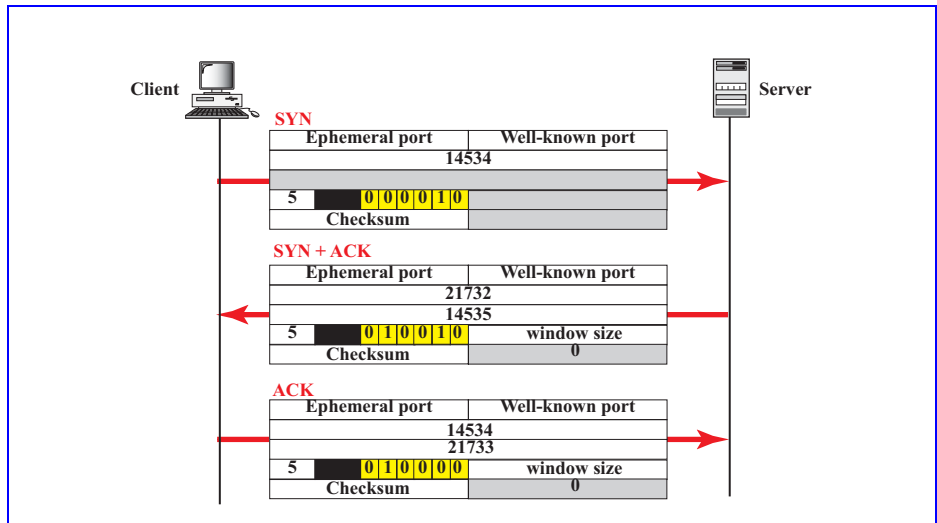 Client
Server
SYN
Ephemeral port Well-known port
14534
5 0 0 0 0 1 0
Checksum
SYN + ACK
Ephemeral port Well-known port
21732
14535
5 0 1 0 0 1 0 window size
Checksum 0
ACK
Ephemeral port Well-known port
14534
21733
5 0 1 0 0 0 0 window size
Checksum 0